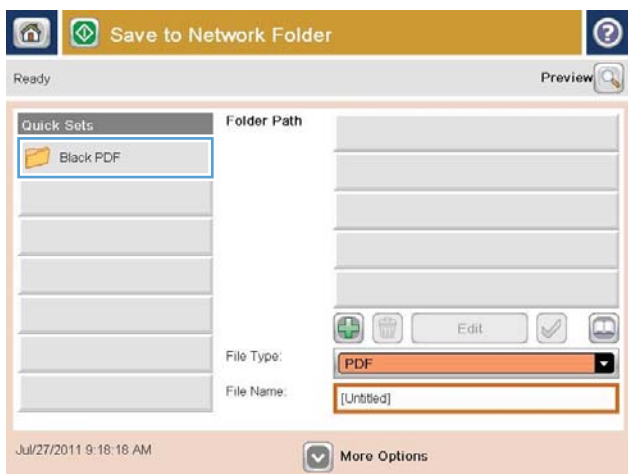 Save to Network Folder
Ready
Preview
Quick Sets
Folder Path
Black PDF
Edit
File Type:
PDF
File Name:
[Untitled]
Jul/27/2011 9:18:18 AM
More Options